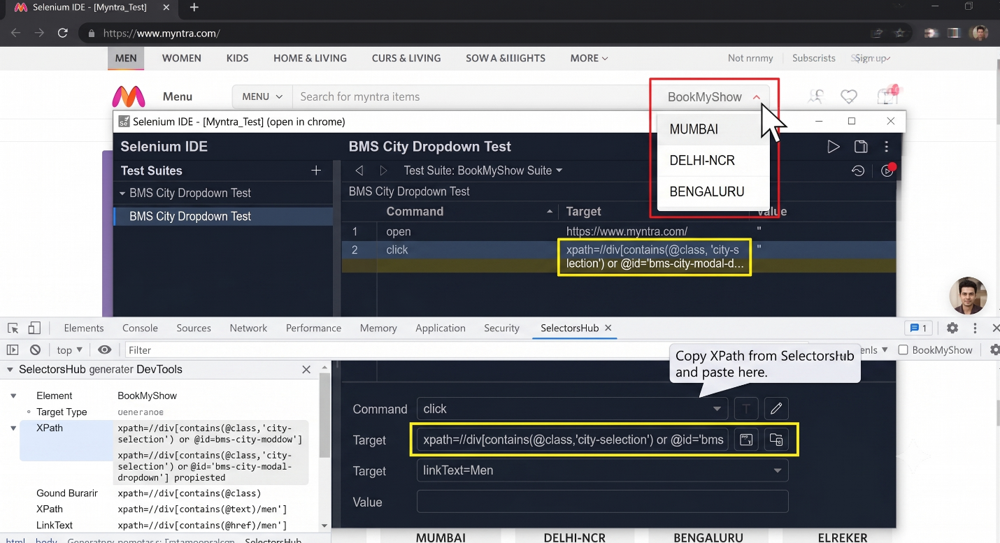 Selenium IDE - [Myntra_Test]
https://www.myntra.com/
MEN WOMEN KIDS HOME & LIVING CURS & LIVING SOWA & MORE
Not nrnmy Subscrists Sign up
Menu MENU Search for myntra items BookMyShow
MUMBAI
DELHI-NCR
BENGALURU
Se Selenium IDE - [Myntra_Test] (open in chrome)
Selenium IDE BMS City Dropdown Test
Test Suites + Test Suite: BookMyShow Suite
BMS City Dropdown Test BMS City Dropdown Test
Command Target Value
BMS City Dropdown Test
1 open https://www.myntra.com/ "
2 click xpath=//div[contains(@class, 'city-s "
lection') or @id='bms-city-modal-d...
Elements Console Sources Network Performance Memory Application Security SelectorsHub 1
top Filter BookMyShow
Copy XPath from SelectorsHub
and paste here.
SelectorsHub generater DevTools
Element BookMyShow
Target Type
XPath xpath=//div[contains(@class,'city-
selection') or @id=bms-city-moddow']
xpath=//div[contains(@class,'city-
selection') or @id='bms-city-modal-
dropdown'] propiested
Gound Burarir xpath=//div[contains(@class)
XPath xpath=//div[contains(@text)/men']
LinkText xpath=//div[contains(@href)/men']
Command click
Target xpath=//div[contains(@class,'city-selection') or @id='bms
Target linkText=Men
Value
html body SelectorsHub
MUMBAI DELHI-NCR BENGALURU ELREKER